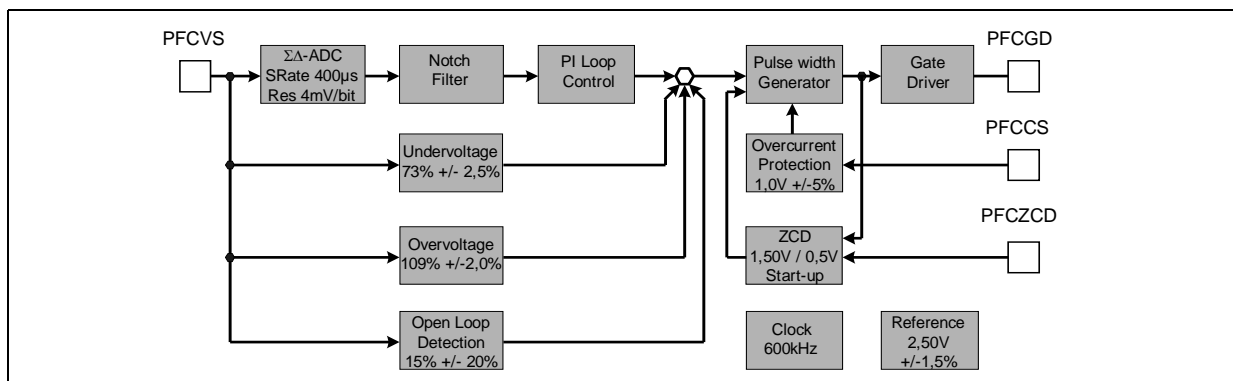 PFCVS
ΣΔ-ADC
SRate 400µs
Res 4mV/bit
Notch
Filter
PI Loop
Control
Pulse width
Generator
Gate
Driver
PFCGD
Undervoltage
73% +/- 2,5%
Overcurrent
Protection
1,0V +/-5%
PFCCS
Overvoltage
109% +/-2,0%
ZCD
1,50V / 0,5V
Start-up
PFCZCD
Open Loop
Detection
15% +/- 20%
Clock
600kHz
Reference
2,50V
+/-1,5%